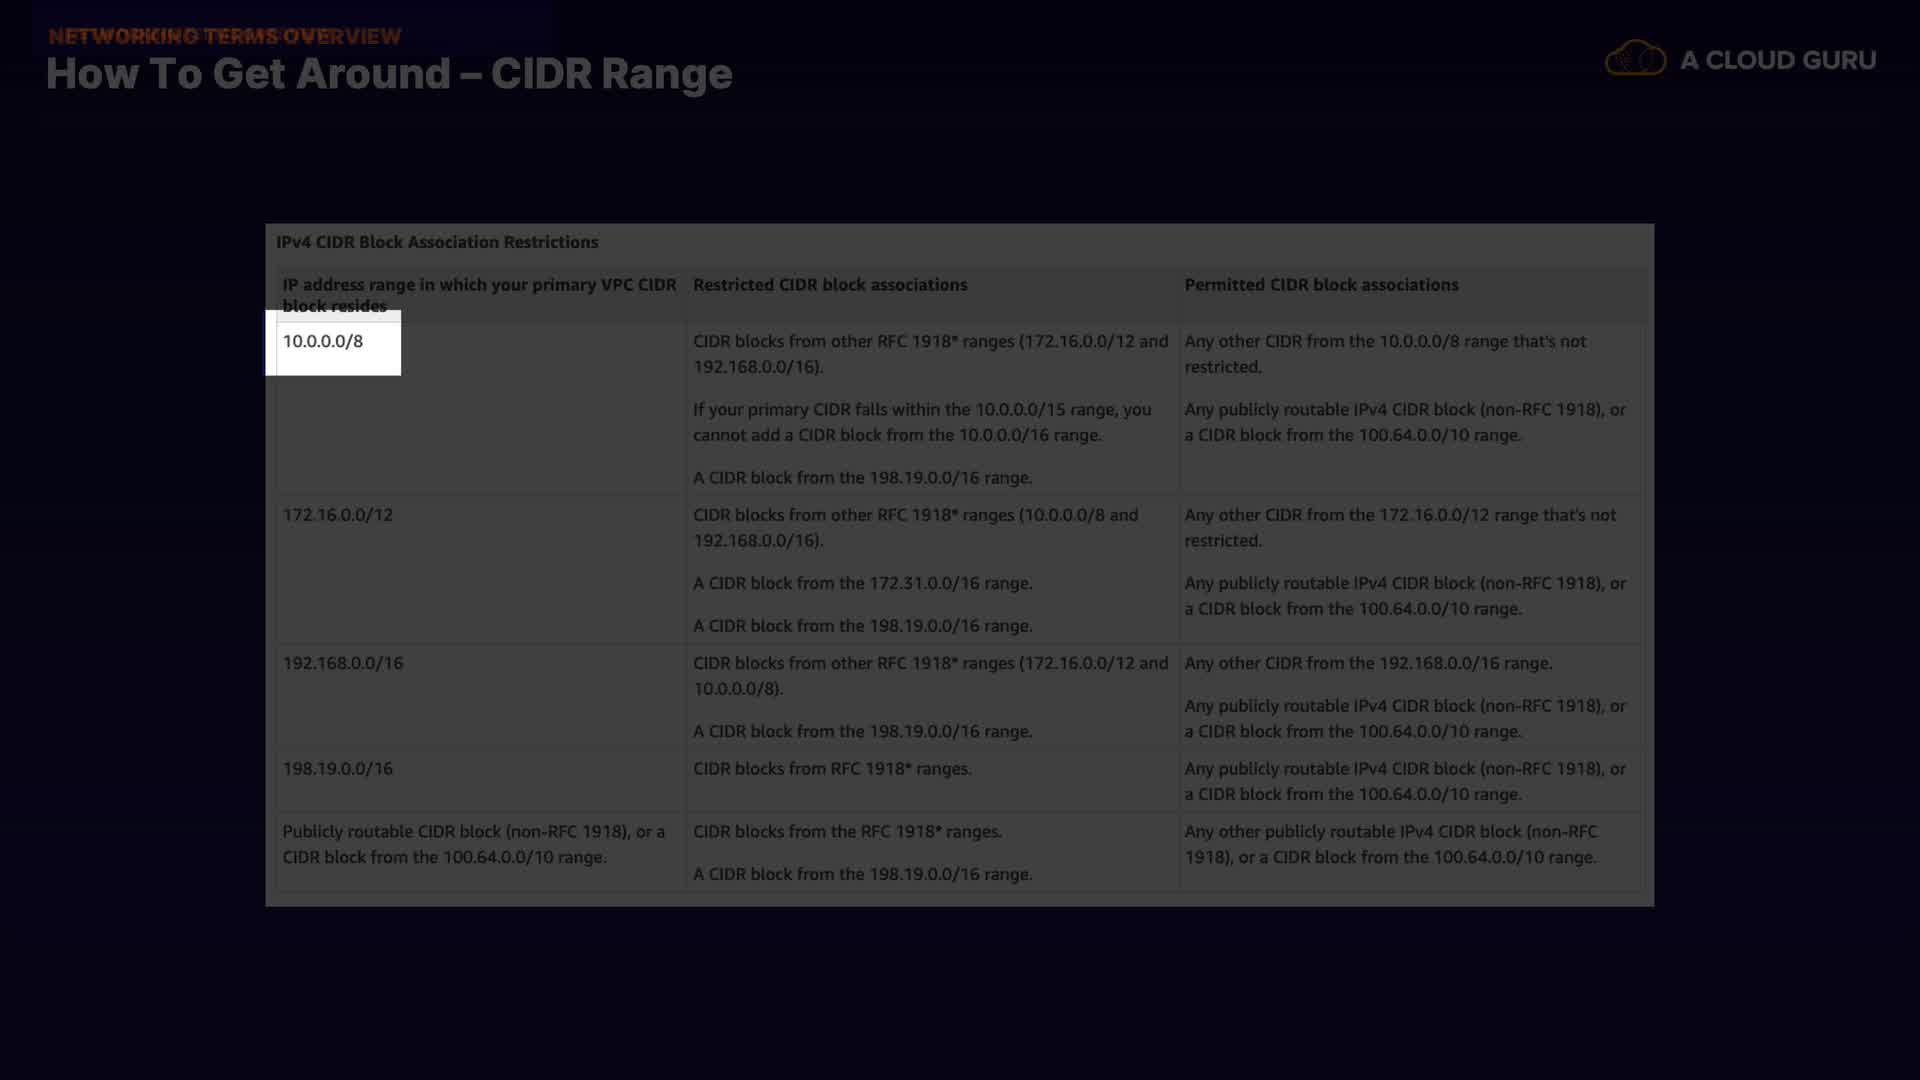 NETWORKING TERMS OVERVIEW
How To Get Around – CIDR Range
A CLOUD GURU
IPv4 CIDR Block Association Restrictions
IP address range in which your primary VPC CIDR
block resides
Restricted CIDR block associations
Permitted CIDR block associations
10.0.0.0/8
CIDR blocks from other RFC 1918* ranges (172.16.0.0/12 and
192.168.0.0/16).
If your primary CIDR falls within the 10.0.0.0/15 range, you
cannot add a CIDR block from the 10.0.0.0/16 range.
A CIDR block from the 198.19.0.0/16 range.
Any other CIDR from the 10.0.0.0/8 range that's not
restricted.
Any publicly routable IPv4 CIDR block (non-RFC 1918), or
a CIDR block from the 100.64.0.0/10 range.
172.16.0.0/12
CIDR blocks from other RFC 1918* ranges (10.0.0.0/8 and
192.168.0.0/16).
A CIDR block from the 172.31.0.0/16 range.
A CIDR block from the 198.19.0.0/16 range.
Any other CIDR from the 172.16.0.0/12 range that's not
restricted.
Any publicly routable IPv4 CIDR block (non-RFC 1918), or
a CIDR block from the 100.64.0.0/10 range.
192.168.0.0/16
CIDR blocks from other RFC 1918* ranges (172.16.0.0/12 and
10.0.0.0/8).
A CIDR block from the 198.19.0.0/16 range.
Any other CIDR from the 192.168.0.0/16 range.
Any publicly routable IPv4 CIDR block (non-RFC 1918), or
a CIDR block from the 100.64.0.0/10 range.
198.19.0.0/16
CIDR blocks from RFC 1918* ranges.
Any publicly routable IPv4 CIDR block (non-RFC 1918), or
a CIDR block from the 100.64.0.0/10 range.
Publicly routable CIDR block (non-RFC 1918), or a
CIDR block from the 100.64.0.0/10 range.
CIDR blocks from the RFC 1918* ranges.
A CIDR block from the 198.19.0.0/16 range.
Any other publicly routable IPv4 CIDR block (non-RFC
1918), or a CIDR block from the 100.64.0.0/10 range.